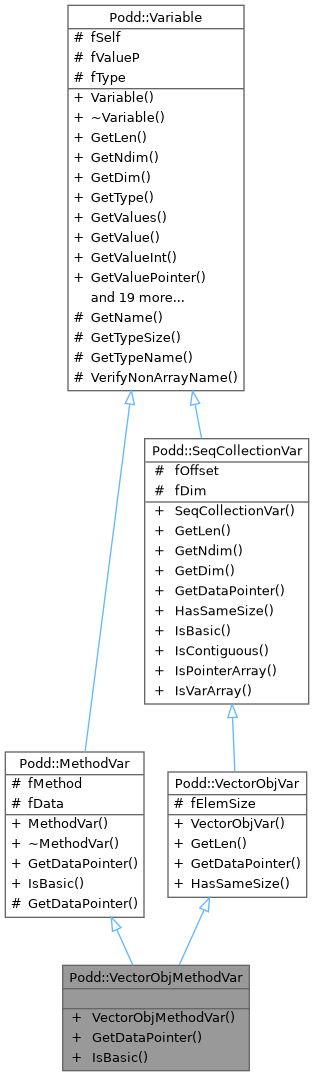 Podd::Variable
# fSelf
# fValueP
# fType
+ Variable()
+ ~Variable()
+ GetLen()
+ GetNdim()
+ GetDim()
+ GetType()
+ GetValues()
+ GetValue()
+ GetValueInt()
+ GetValuePointer()
and 19 more...
# GetName()
# GetTypeSize()
# GetTypeName()
# VerifyNonArrayName()
Podd::SeqCollectionVar
# fOffset
# fDim
+ SeqCollectionVar()
+ GetLen()
+ GetNdim()
+ GetDim()
+ GetDataPointer()
+ HasSameSize()
+ IsBasic()
+ IsContiguous()
+ IsPointerArray()
+ IsVarArray()
Podd::MethodVar
# fMethod
# fData
+ MethodVar()
+ ~MethodVar()
+ GetDataPointer()
+ IsBasic()
# GetDataPointer()
Podd::VectorObjVar
# fElemSize
+ VectorObjVar()
+ GetLen()
+ GetDataPointer()
+ HasSameSize()
Podd::VectorObjMethodVar
+ VectorObjMethodVar()
+ GetDataPointer()
+ IsBasic()